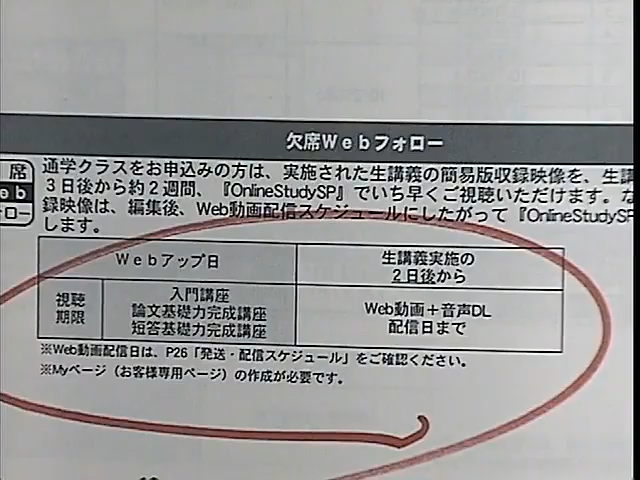 欠席Webフォロー
席
eb
ロー
通学クラスをお申込みの方は、実施された生講義の簡易版収録映像を、生講
3日後から約2週間、『OnlineStudySP』でいち早くご視聴いただけます。な
録映像は、編集後、Web動画配信スケジュールにしたがって『OnlineStudySP
します。
Webアップ日
生講義実施の
2日後から
視聴
期限
入門講座
論文基礎力完成講座
短答基礎力完成講座
Web動画＋音声DL
配信日まで
※Web動画配信日は、P26「発送・配信スケジュール」をご確認ください。
※Myページ（お客様専用ページ）の作成が必要です。